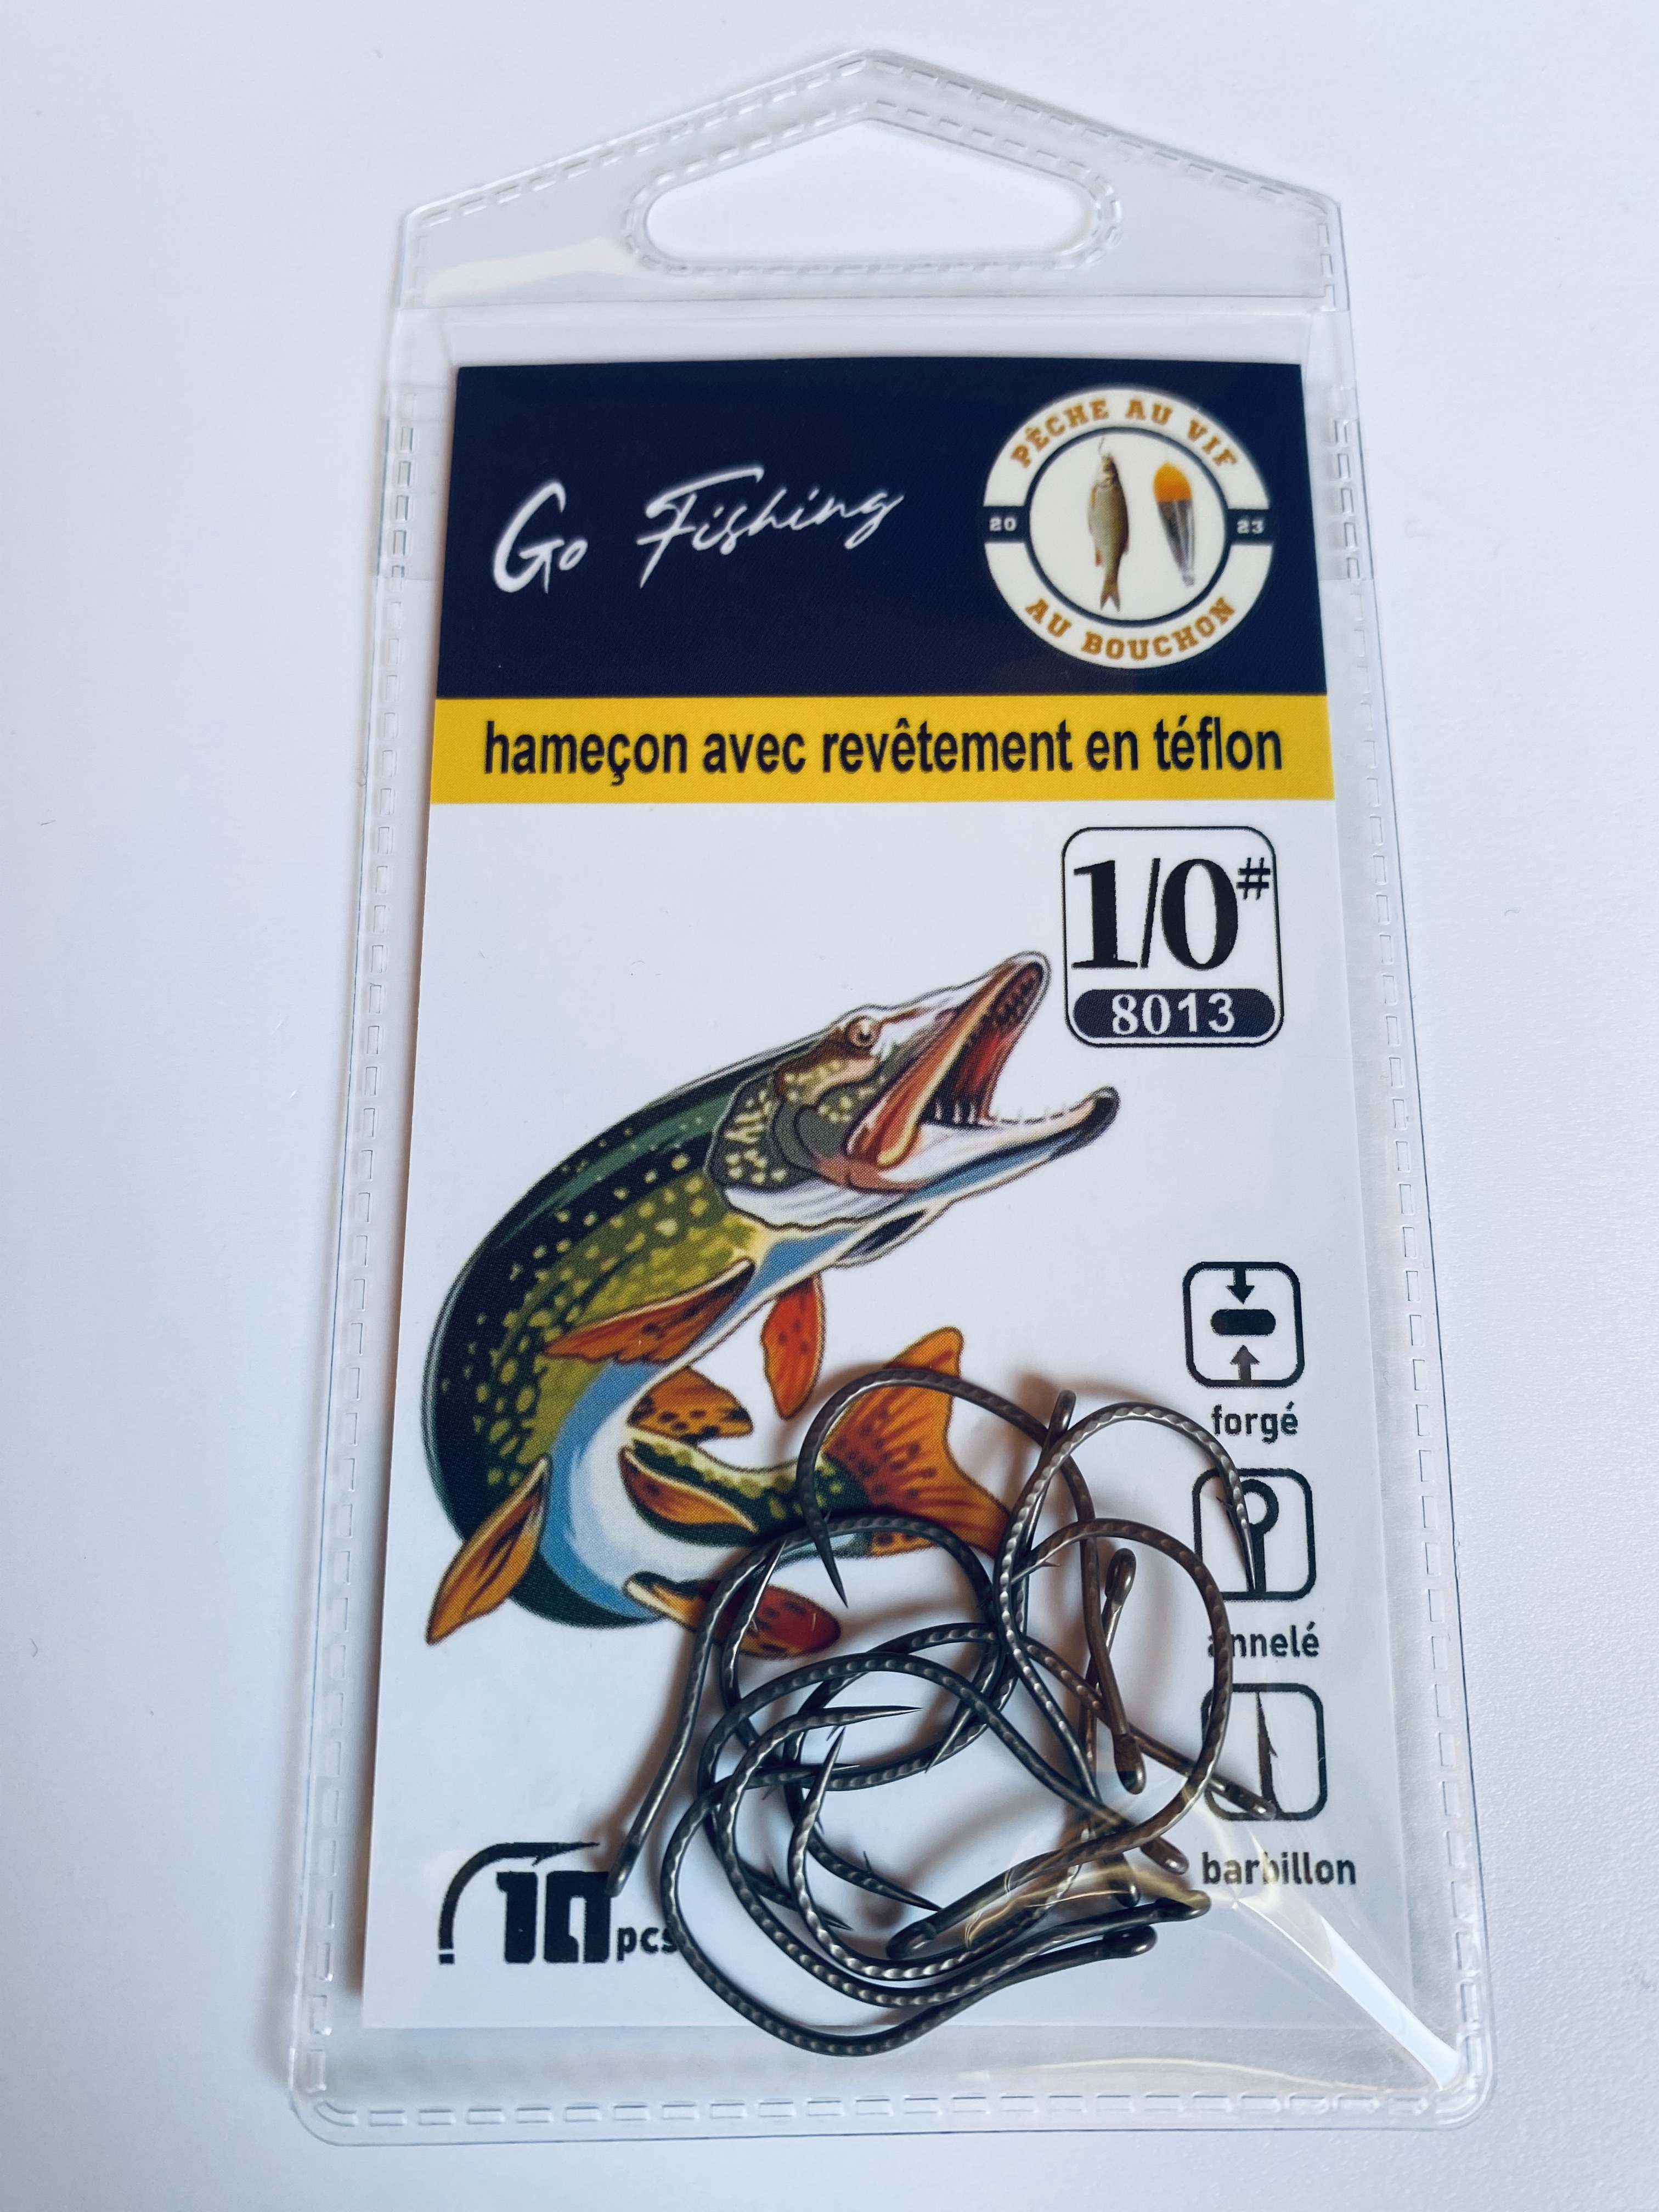 Go Fishing
PÊCHE AU VIF
20 23
AU BOUCHON
hameçon avec revêtement en téflon
1/0#
8013
forgé
annelé
barbillon
10pcs